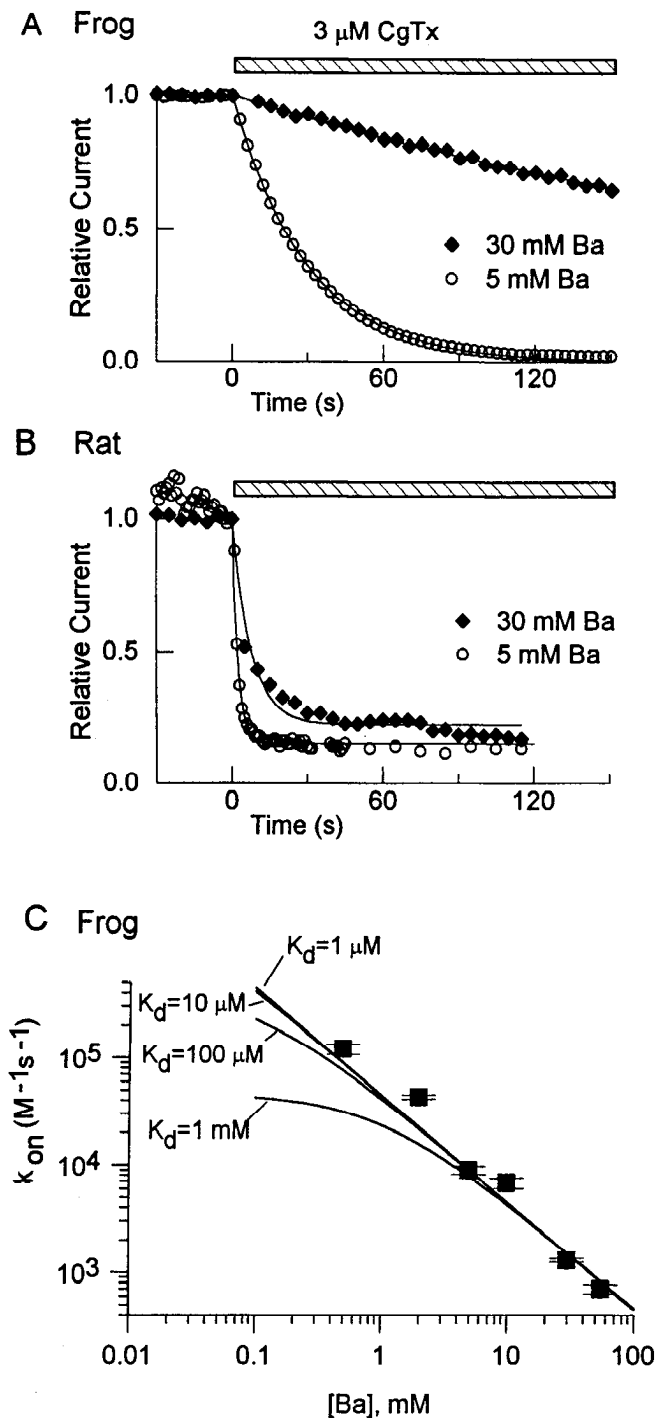 A Frog
3 μM CgTx
1.0
0.5
0.0
Relative Current
◆ 30 mM Ba
○ 5 mM Ba
0 60 120
Time (s)
B Rat
1.0
0.5
0.0
Relative Current
◆ 30 mM Ba
○ 5 mM Ba
0 60 120
Time (s)
C Frog
Kd=1 μM
Kd=10 μM
Kd=100 μM
Kd=1 mM
10^5
10^4
10^3
kon (M-1s-1)
0.01 0.1 1 10 100
[Ba], mM